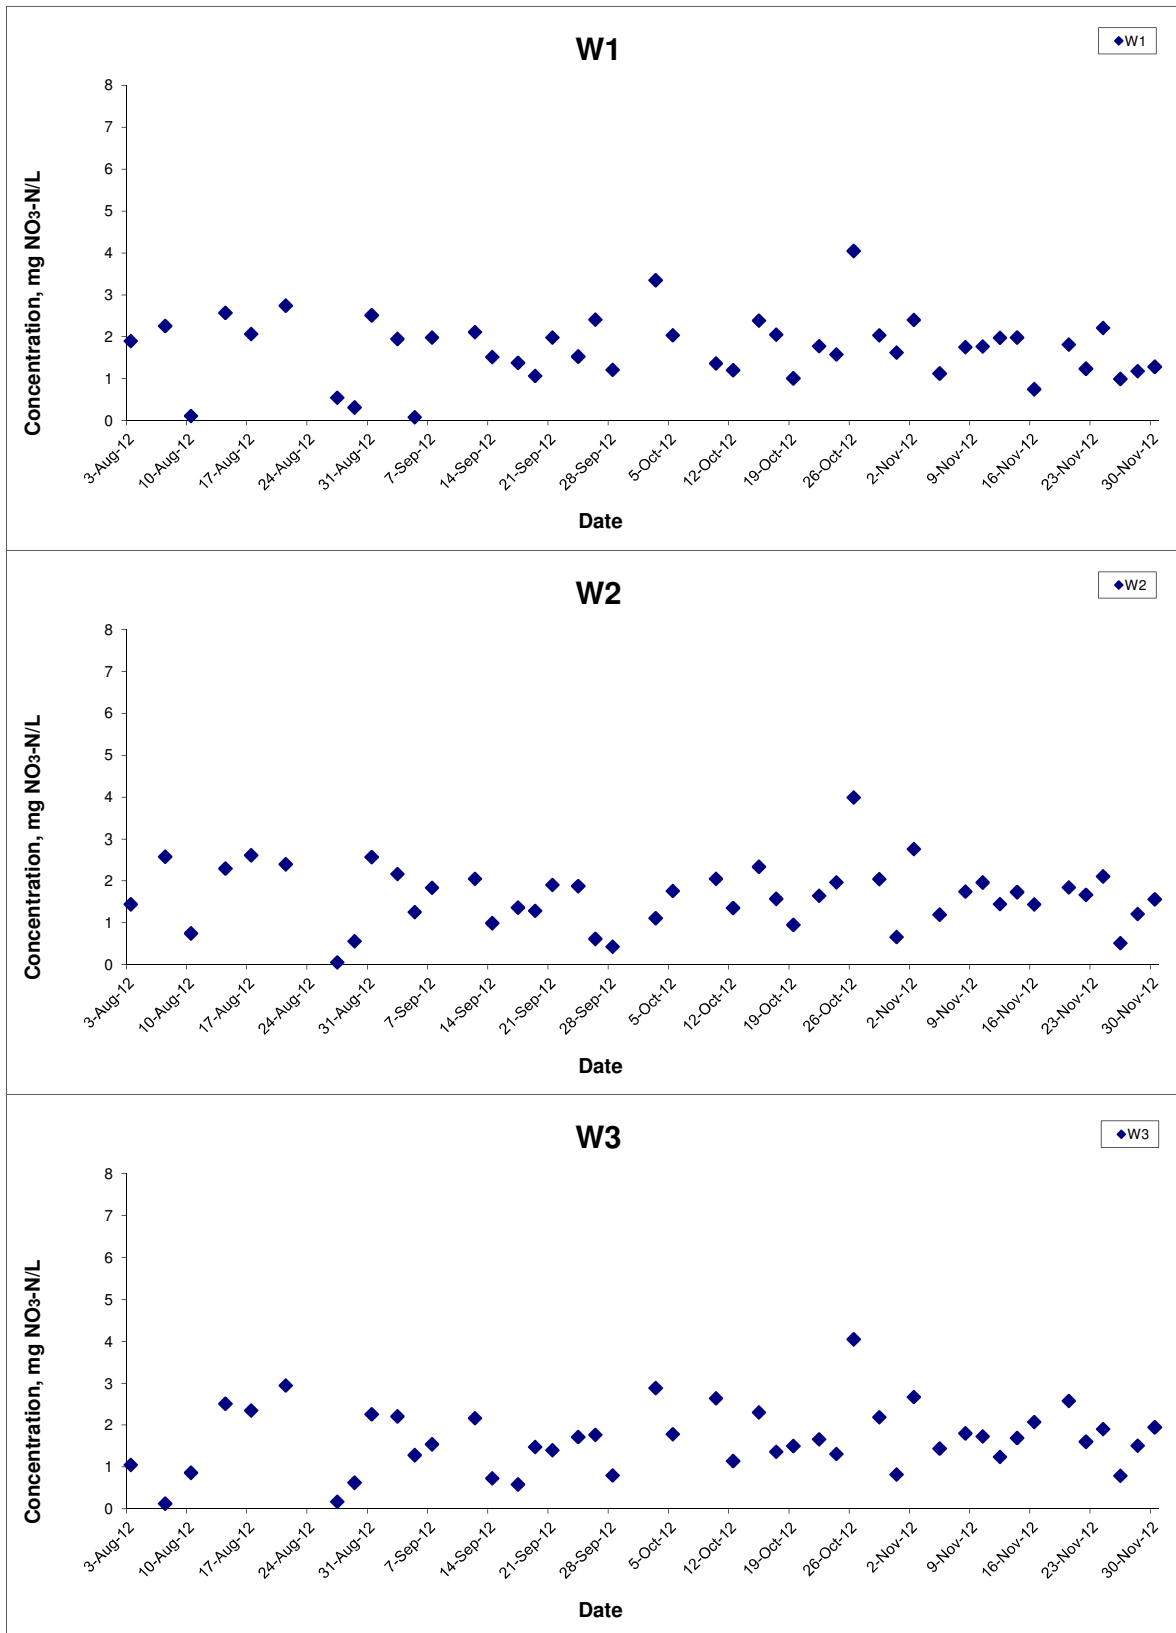 W1
W1
8
7
6
5
4
3
2
1
0
Concentration, mg NO3-N/L
3-Aug-12
10-Aug-12
17-Aug-12
24-Aug-12
31-Aug-12
7-Sep-12
14-Sep-12
21-Sep-12
28-Sep-12
5-Oct-12
12-Oct-12
19-Oct-12
26-Oct-12
2-Nov-12
9-Nov-12
16-Nov-12
23-Nov-12
30-Nov-12
Date
W2
W2
8
7
6
5
4
3
2
1
0
Concentration, mg NO3-N/L
3-Aug-12
10-Aug-12
17-Aug-12
24-Aug-12
31-Aug-12
7-Sep-12
14-Sep-12
21-Sep-12
28-Sep-12
5-Oct-12
12-Oct-12
19-Oct-12
26-Oct-12
2-Nov-12
9-Nov-12
16-Nov-12
23-Nov-12
30-Nov-12
Date
W3
W3
8
7
6
5
4
3
2
1
0
Concentration, mg NO3-N/L
3-Aug-12
10-Aug-12
17-Aug-12
24-Aug-12
31-Aug-12
7-Sep-12
14-Sep-12
21-Sep-12
28-Sep-12
5-Oct-12
12-Oct-12
19-Oct-12
26-Oct-12
2-Nov-12
9-Nov-12
16-Nov-12
23-Nov-12
30-Nov-12
Date